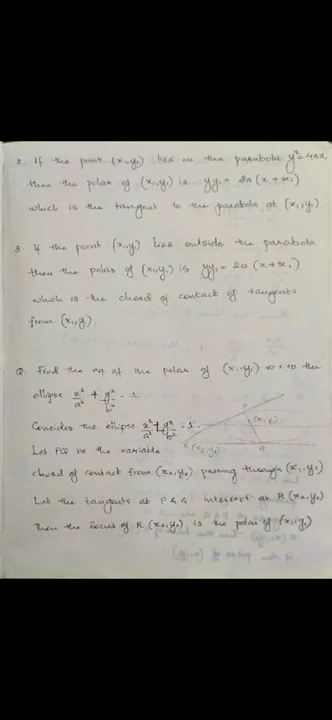 2. If the point (x₁,y₁) lies on the parabola y²=4ax,
then the polar of (x₁,y₁) is yy₁ = 2a(x+x₁)
which is the tangent to the parabola at (x₁,y₁).
3. If the point (x₁,y₁) lies outside the parabola
then the polar of (x₁,y₁) is yy₁ = 2a(x+x₁)
which is the chord of contact of tangents
from (x₁,y₁).
Q. Find the eq of the polar of (x₁,y₁) w.r.to the
ellipse x²/a² + y²/b² = 1.
Consider the ellipse x²/a² + y²/b² = 1.
Let PQ be the variable
chord of contact from (x₂,y₂) passing through (x₁,y₁)
Let the tangents at P & Q intersect at R(x₂,y₂)
Then the locus of R(x₂,y₂) is the polar of (x₁,y₁)